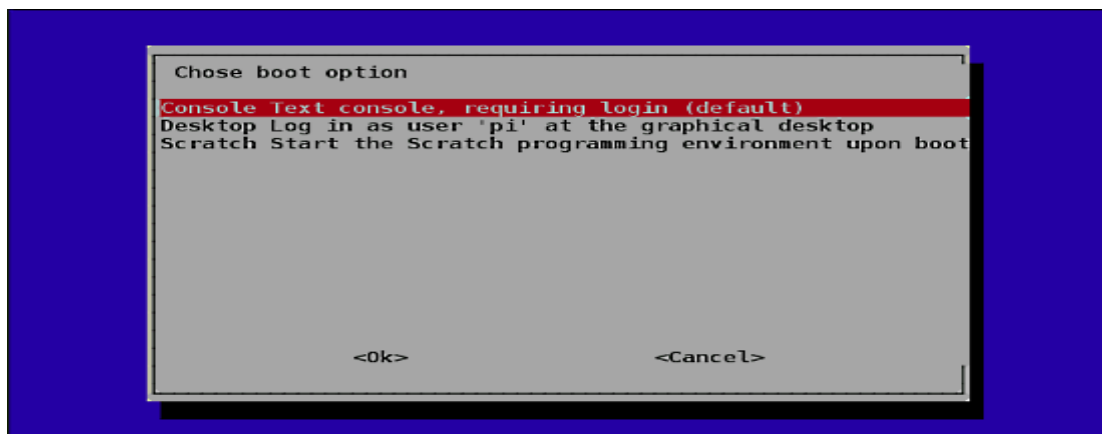 Chose boot option
Console Text console, requiring login (default)
Desktop Log in as user 'pi' at the graphical desktop
Scratch Start the Scratch programming environment upon boot
<Ok> <Cancel>